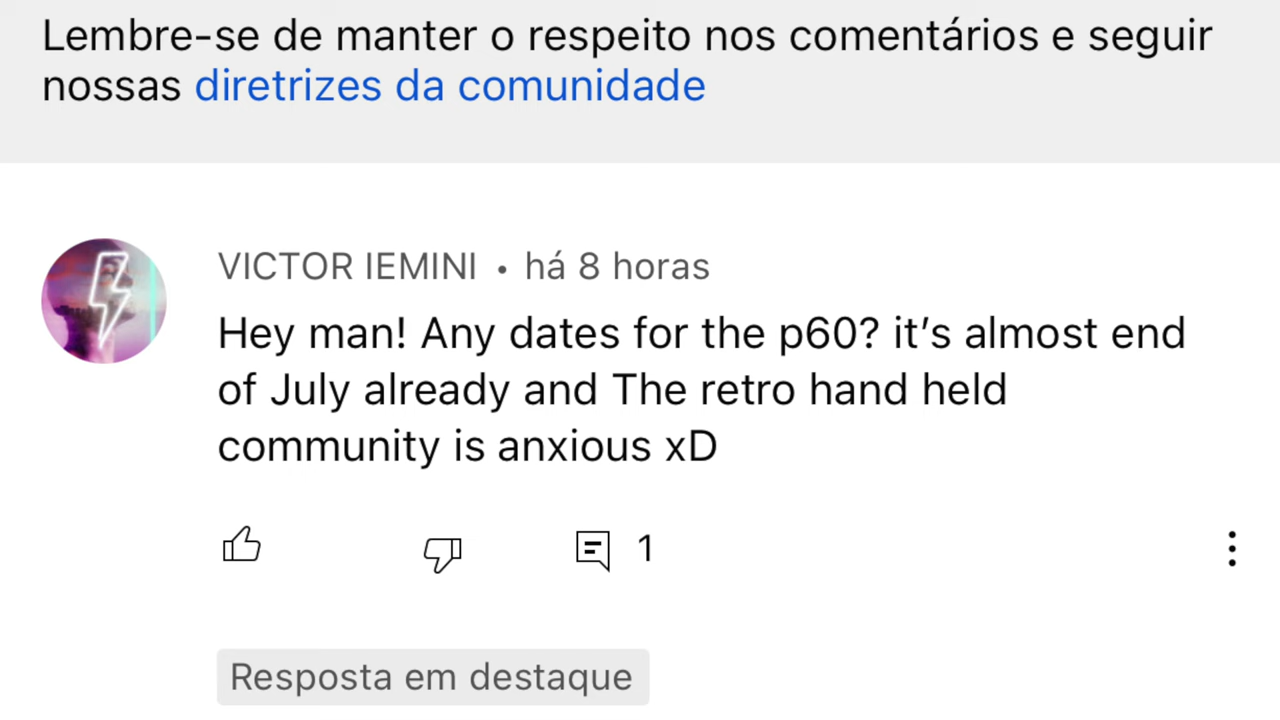 Lembre-se de manter o respeito nos comentários e seguir
nossas diretrizes da comunidade
VICTOR IEMINI • há 8 horas
Hey man! Any dates for the p60? it’s almost end
of July already and The retro hand held
community is anxious xD
1
Resposta em destaque